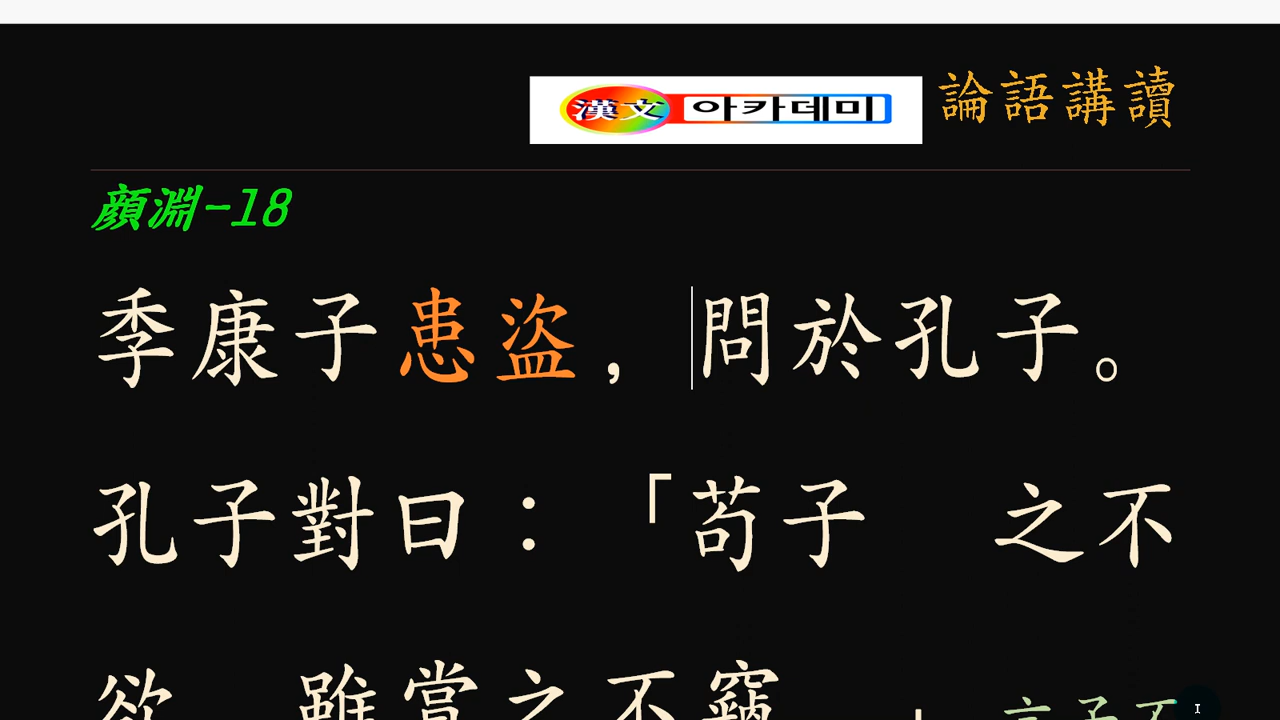 漢文 아카데미 論語講讀
顔淵-18
季康子患盜，問於孔子。
孔子對曰：「苟子 之不
欲 雖賞之不竊